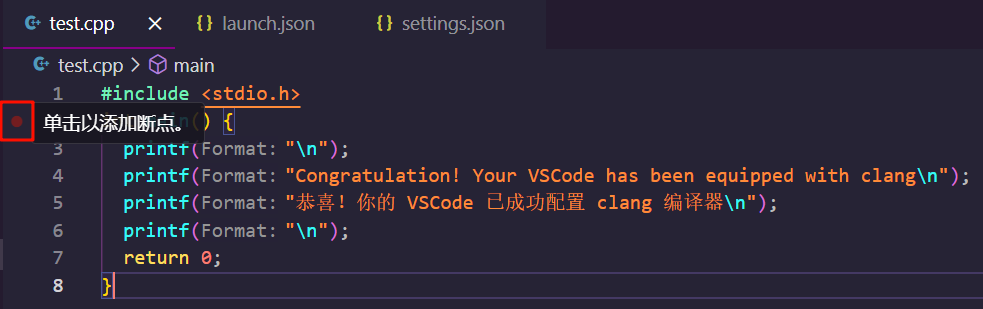 test.cpp launch.json settings.json
test.cpp > main
1 #include <stdio.h>
单击以添加断点。() {
3 printf(Format: "\n");
4 printf(Format: "Congratulation! Your VSCode has been equipped with clang\n");
5 printf(Format: "恭喜！你的 VSCode 已成功配置 clang 编译器\n");
6 printf(Format: "\n");
7 return 0;
8 }